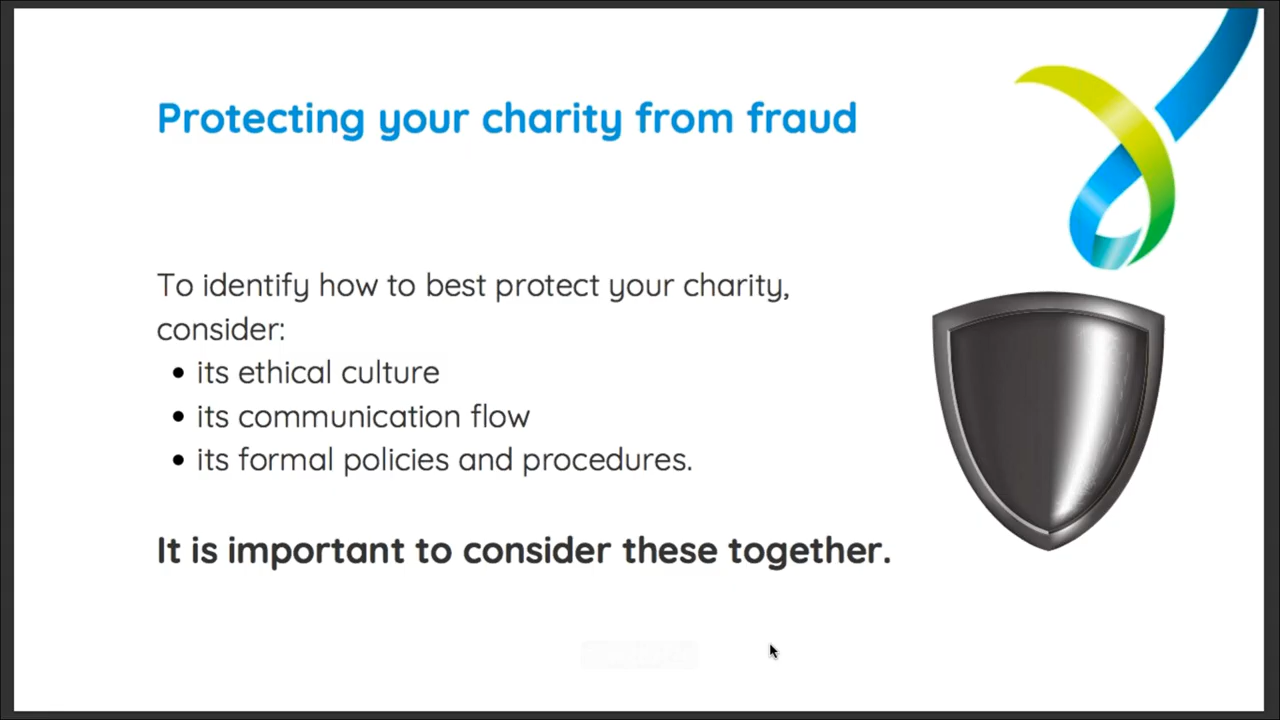 Protecting your charity from fraud
To identify how to best protect your charity,
consider:
• its ethical culture
• its communication flow
• its formal policies and procedures.
It is important to consider these together.